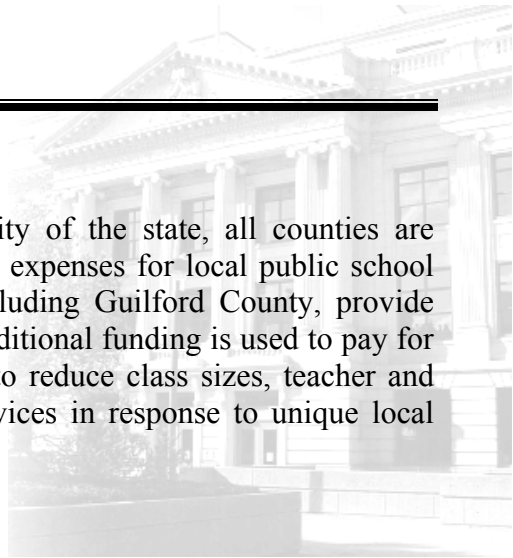 ity of the state, all counties are
expenses for local public school
luding Guilford County, provide
ditional funding is used to pay for
to reduce class sizes, teacher and
vices in response to unique local